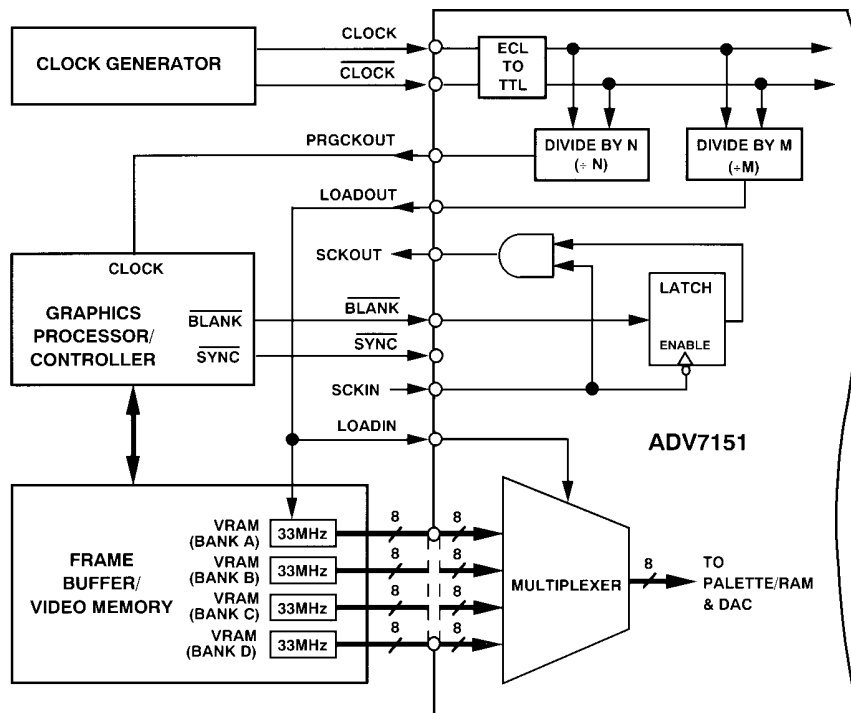 CLOCK GENERATOR
CLOCK
CLOCK
ECL
TO
TTL
PRGCKOUT
DIVIDE BY N
(÷ N)
DIVIDE BY M
(÷M)
LOADOUT
SCKOUT
CLOCK
GRAPHICS
PROCESSOR/
CONTROLLER
BLANK
SYNC
BLANK
SYNC
LATCH
ENABLE
SCKIN
LOADIN
ADV7151
FRAME
BUFFER/
VIDEO MEMORY
VRAM
(BANK A)
33MHz
8
8
VRAM
(BANK B)
33MHz
8
8
VRAM
(BANK C)
33MHz
8
8
VRAM
(BANK D)
33MHz
8
8
MULTIPLEXER
8
TO
PALETTE/RAM
& DAC